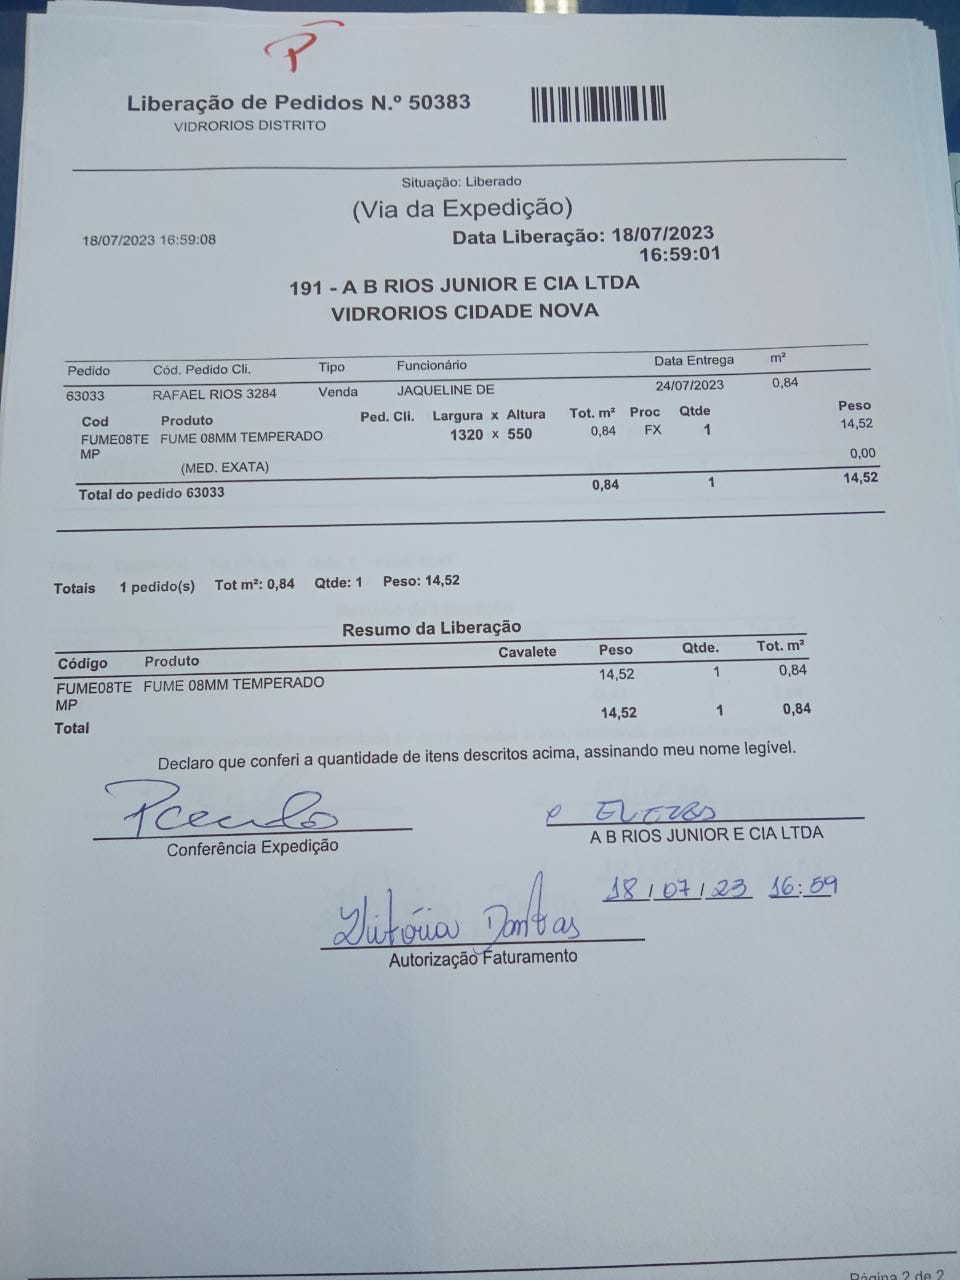 P
Liberação de Pedidos N.º 50383
VIDRORIOS DISTRITO
Situação: Liberado
(Via da Expedição)
18/07/2023 16:59:08
Data Liberação: 18/07/2023
16:59:01
191 - A B RIOS JUNIOR E CIA LTDA
VIDRORIOS CIDADE NOVA
Pedido Cód. Pedido Cli. Tipo Funcionário Data Entrega m²
63033 RAFAEL RIOS 3284 Venda JAQUELINE DE 24/07/2023 0,84
Cod Produto Ped. Cli. Largura x Altura Tot. m² Proc Qtde Peso
FUME08TE FUME 08MM TEMPERADO 1320 x 550 0,84 FX 1 14,52
MP
(MED. EXATA) 0,00
Total do pedido 63033 0,84 1 14,52
Totais 1 pedido(s) Tot m²: 0,84 Qtde: 1 Peso: 14,52
Resumo da Liberação
Código Produto Cavalete Peso Qtde. Tot. m²
FUME08TE FUME 08MM TEMPERADO 14,52 1 0,84
MP
Total 14,52 1 0,84
Declaro que conferi a quantidade de itens descritos acima, assinando meu nome legível.
Conferência Expedição
A B RIOS JUNIOR E CIA LTDA
18/07/23 16:59
Vitória Dantas
Autorização Faturamento
Página 2 de 2